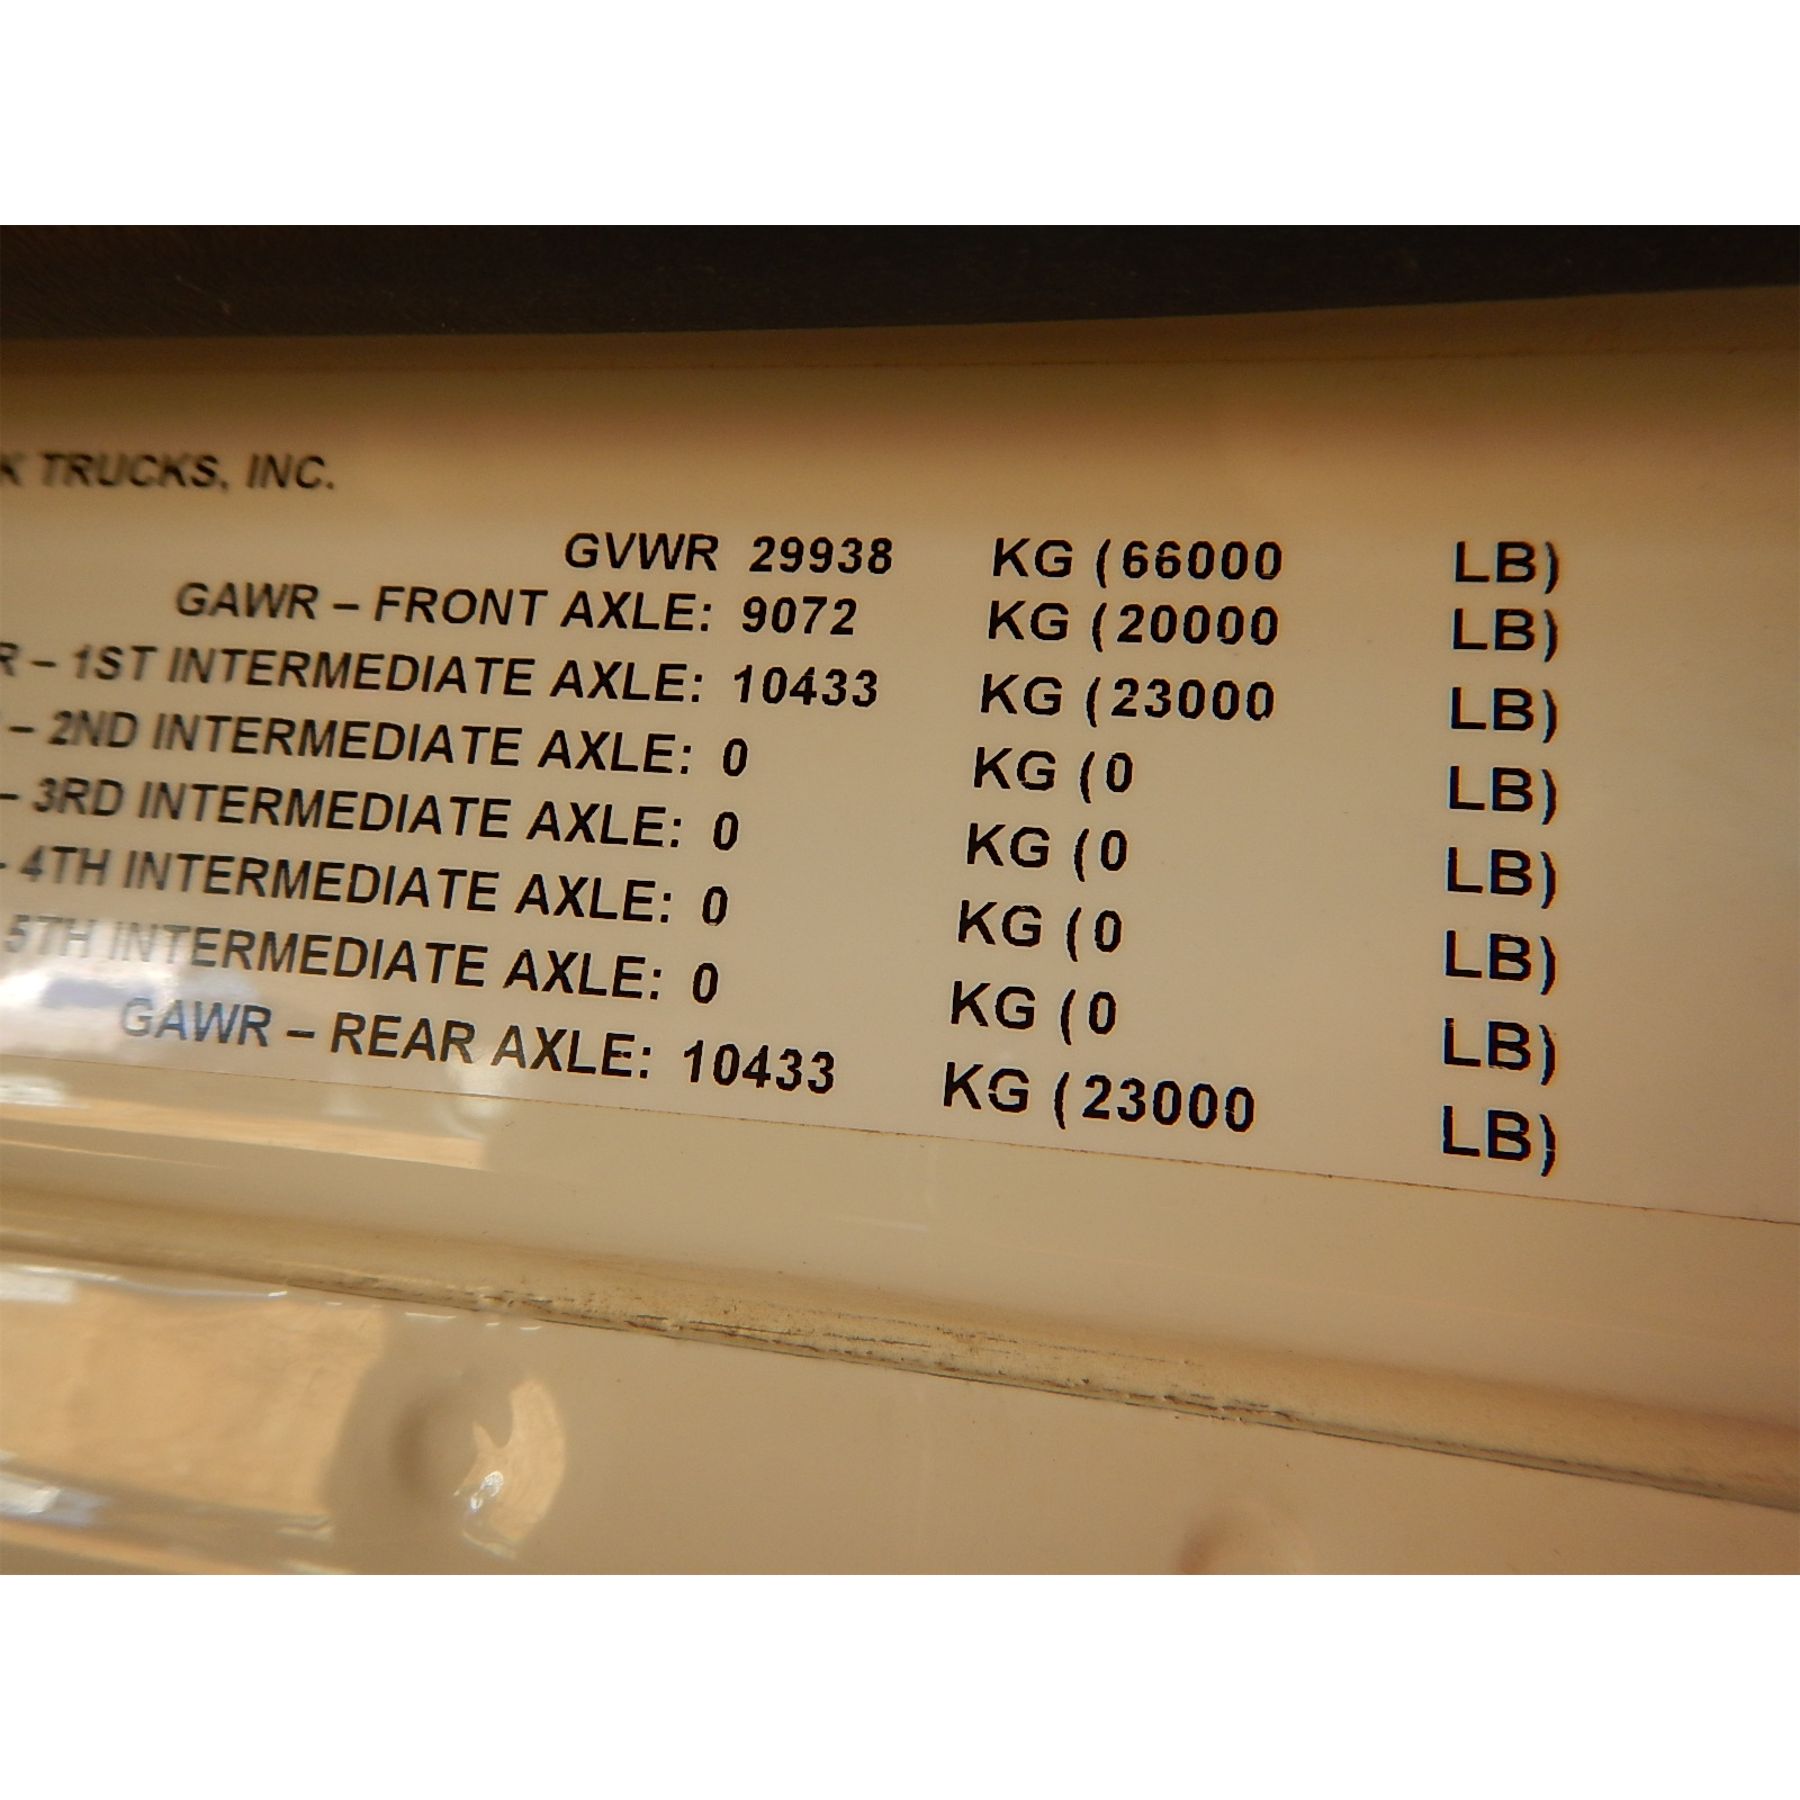 K TRUCKS, INC.
GVWR 29938 KG (66000 LB)
GAWR – FRONT AXLE: 9072 KG (20000 LB)
R – 1ST INTERMEDIATE AXLE: 10433 KG (23000 LB)
– 2ND INTERMEDIATE AXLE: 0 KG (0 LB)
– 3RD INTERMEDIATE AXLE: 0 KG (0 LB)
- 4TH INTERMEDIATE AXLE: 0 KG (0 LB)
5TH INTERMEDIATE AXLE: 0 KG (0 LB)
GAWR – REAR AXLE: 10433 KG (23000 LB)